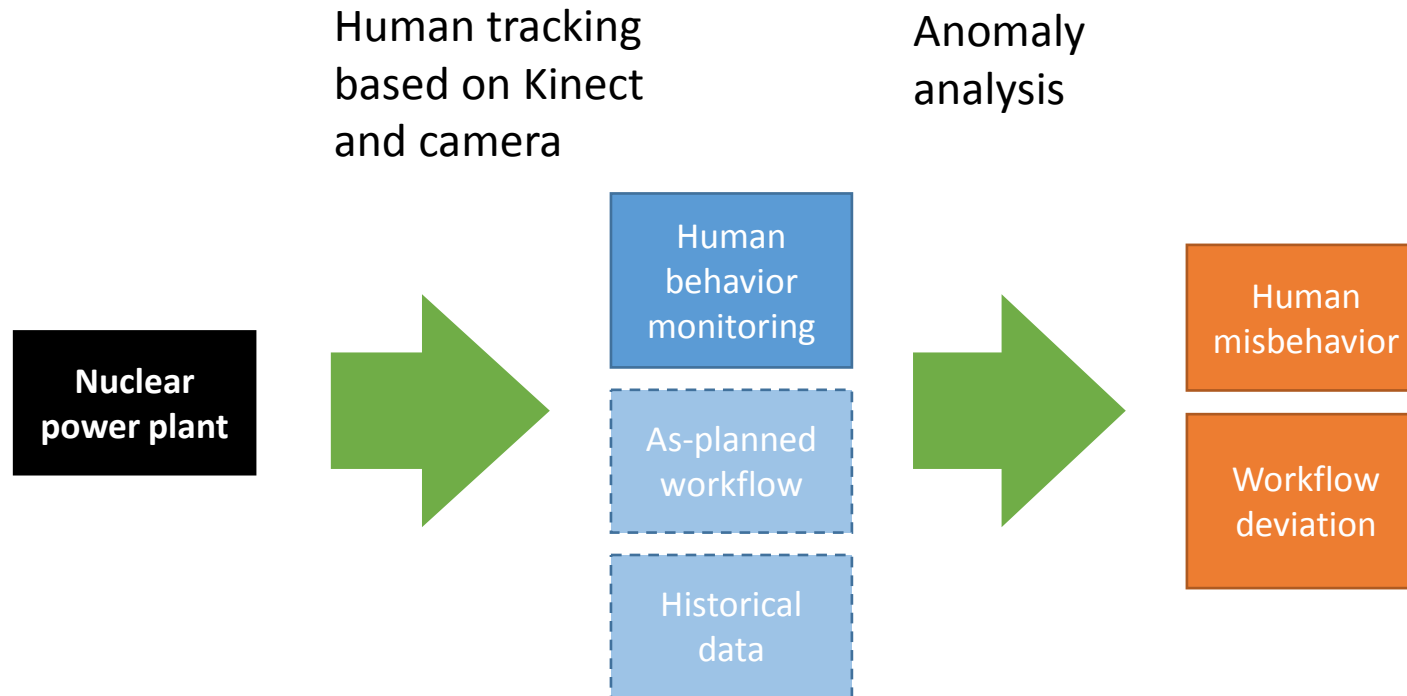 Human tracking
based on Kinect
and camera
Anomaly
analysis
Nuclear
power plant
Human
behavior
monitoring
As-planned
workflow
Historical
data
Human
misbehavior
Workflow
deviation